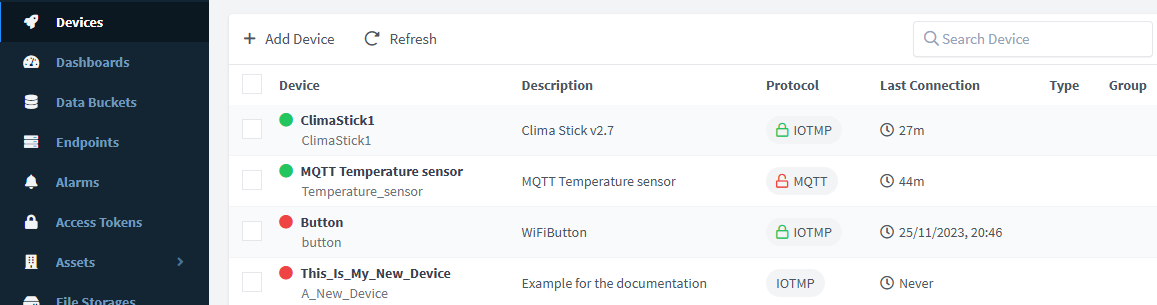 Devices
Dashboards
Data Buckets
Endpoints
Alarms
Access Tokens
Assets
File Storages
Add Device Refresh Search Device
Device Description Protocol Last Connection Type Group
ClimaStick1 Clima Stick v2.7 IOTMP 27m
ClimaStick1
MQTT Temperature sensor MQTT Temperature sensor MQTT 44m
Temperature_sensor
Button WiFiButton IOTMP 25/11/2023, 20:46
button
This_Is_My_New_Device Example for the documentation IOTMP Never
A_New_Device